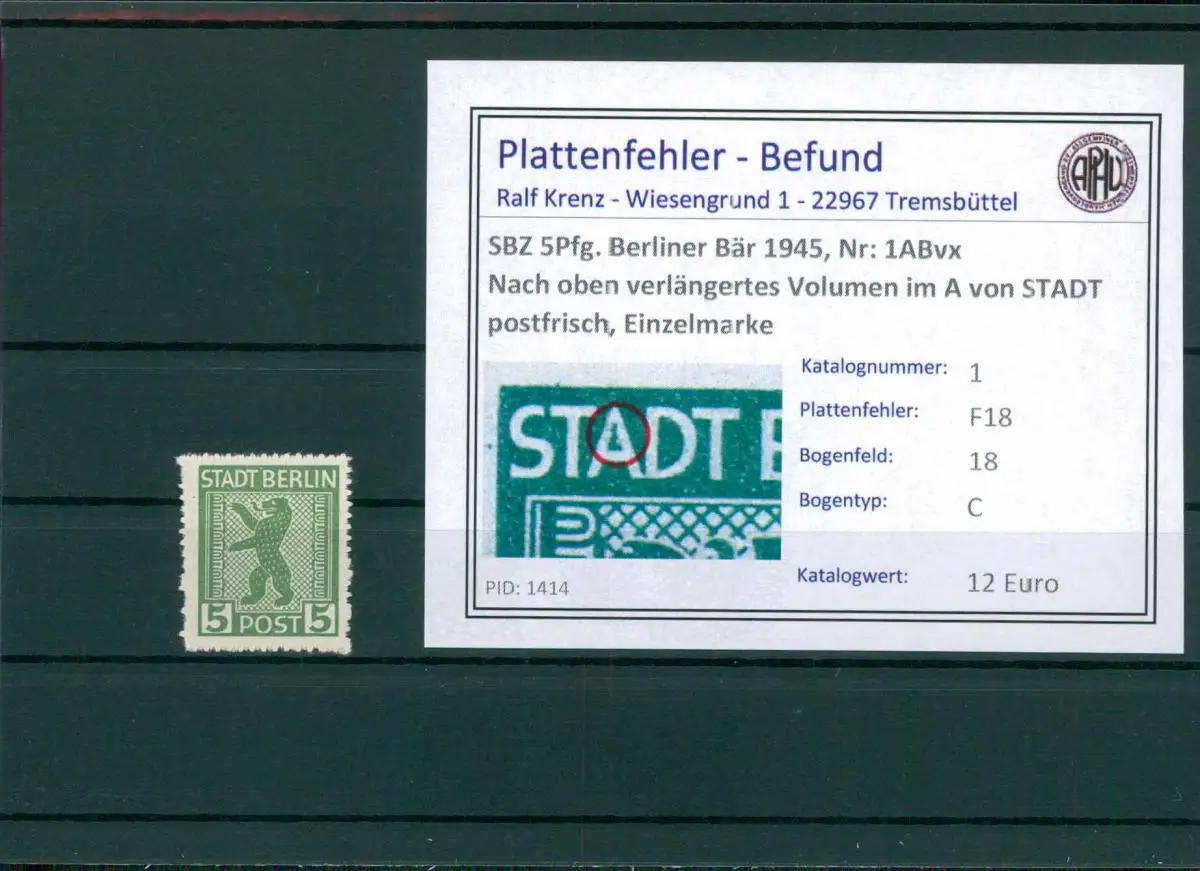 STADT BERLIN
5 POST 5
Plattenfehler - Befund
Ralf Krenz - Wiesengrund 1 - 22967 Tremsbüttel
SBZ 5Pfg. Berliner Bär 1945, Nr: 1ABvx
Nach oben verlängertes Volumen im A von STADT
postfrisch, Einzelmarke
STADT B
Katalognummer: 1
Plattenfehler: F18
Bogenfeld: 18
Bogentyp: C
Katalogwert: 12 Euro
PID: 1414